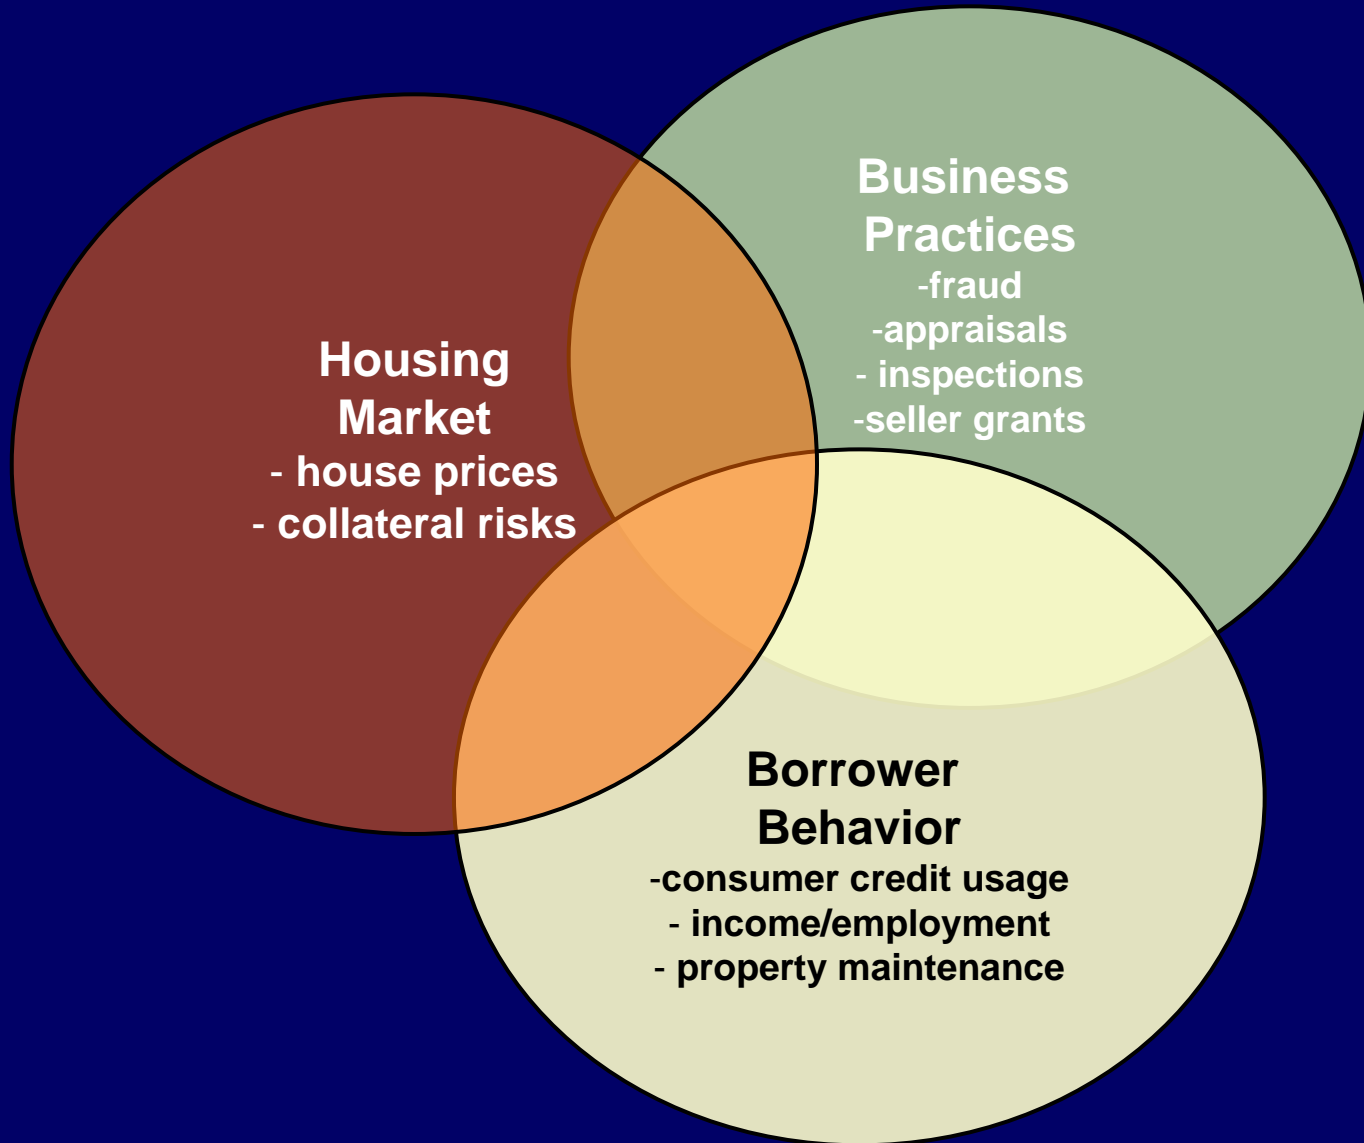 Business
Practices
-fraud
-appraisals
- inspections
-seller grants
Housing
Market
- house prices
- collateral risks
Borrower
Behavior
-consumer credit usage
- income/employment
- property maintenance